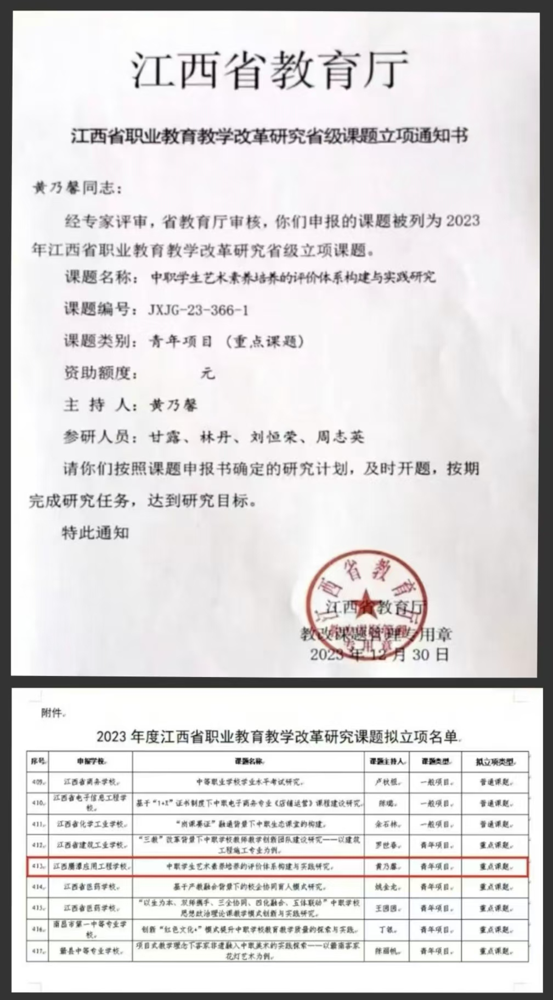 江西省教育厅
江西省职业教育教学改革研究省级课题立项通知书
黄乃馨同志：
经专家评审，省教育厅审核，你们申报的课题被列为 2023
年江西省职业教育教学改革研究省级立项课题。
课题名称：中职学生艺术素养培养的评价体系构建与实践研究
课题编号：JXJG-23-366-1
课题类别：青年项目（重点课题）
资助额度： 元
主 持 人：黄乃馨
参研人员：甘露、林丹、刘恒荣、周志英
请你们按照课题申报书确定的研究计划，及时开题，按期
完成研究任务，达到研究目标。
特此通知
江西省教育厅
江西省教育厅
教改课题管理专用章
2023 年 12 月 30 日
附件
2023 年度江西省职业教育教学改革研究课题拟立项名单
序号 申报学校 课题名称 课题主持人 课题类型 拟立项类型
409 江西省商务学校 中等职业学校学业水平考试研究 卢秋根 一般项目 普通课题
410 江西省电子信息工程学校 基于“1+X”证书制度下中职电子商务专业《店铺运营》课程建设研究 陈瑞 一般项目 普通课题
411 江西省化学工业学校 “岗课赛证”融通背景下中职生态课堂的构建 余石林 一般项目 普通课题
412 江西省建筑工业学校 “三教”改革背景下中职学校教师教学创新团队建设研究——以建筑
工程施工专业为例 罗世春 青年项目 重点课题
413 江西鹰潭应用工程学校 中职学生艺术素养培养的评价体系构建与实践研究 黄乃馨 青年项目 重点课题
414 江西省医药学校 基于产教融合背景下的校企协同育人模式研究 姚金龙 青年项目 重点课题
415 江西省医药学校 “以生为本、双师携手、三全协同、四化融合、五体联动”中职学校
思想政治理论课教学模式创新与实践研究 王园园 青年项目 重点课题
416 南昌市第一中等专业学校 创新“红色文化+”模式提升中职学校教育教学质量的探索与实践 丁银 青年项目 重点课题
417 赣县中等专业学校 项目式教学理念下客家非遗融入中职美术的实践探索——以赣南客家
花灯艺术为例 陈丽帆 青年项目 重点课题